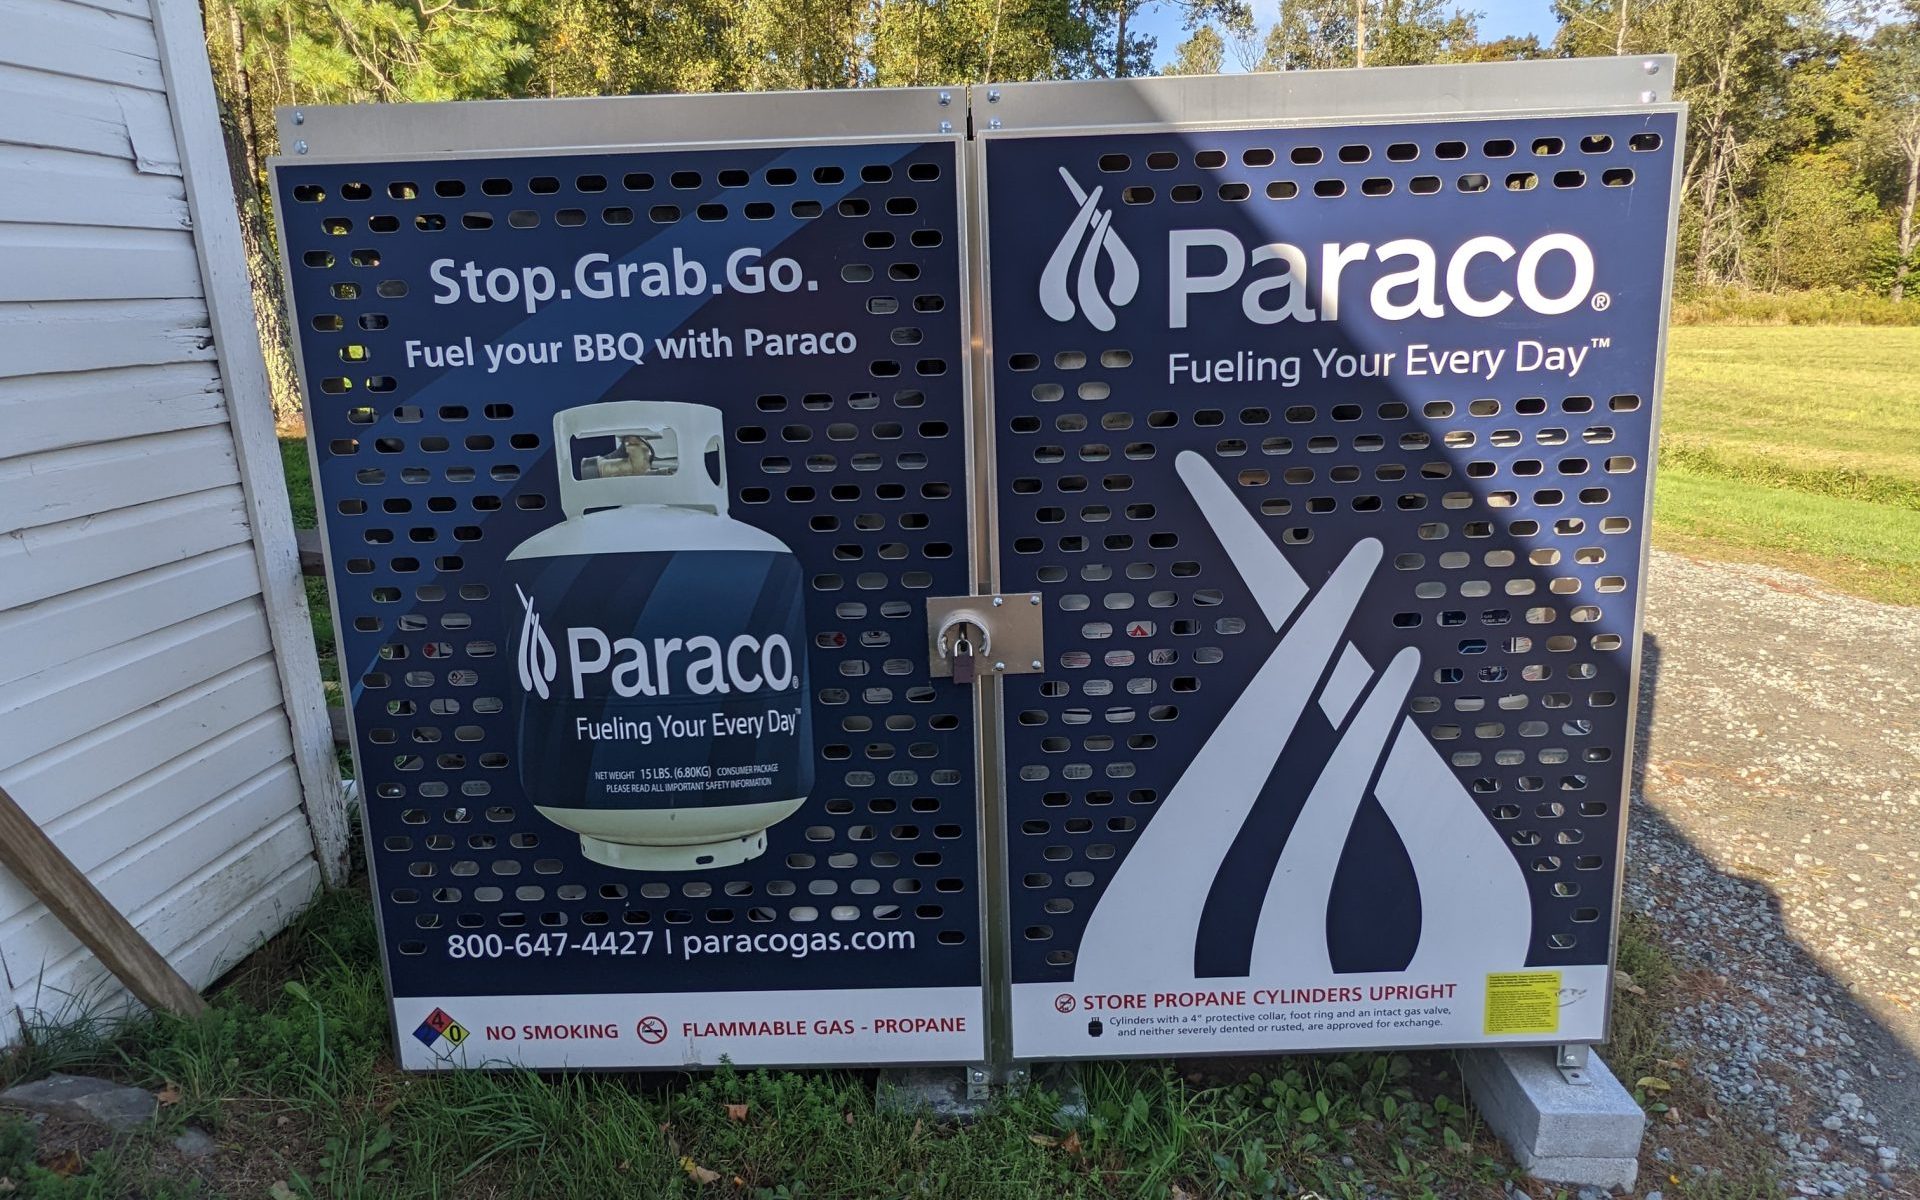 Stop.Grab.Go.
Fuel your BBQ with Paraco
Paraco®
Fueling Your Every Day™
NET WEIGHT 15 LBS. (6.80KG) CONSUMER PACKAGE
PLEASE READ ALL IMPORTANT SAFETY INFORMATION
800-647-4427 | paracogas.com
4
0
NO SMOKING
FLAMMABLE GAS - PROPANE
Paraco®
Fueling Your Every Day™
STORE PROPANE CYLINDERS UPRIGHT
Cylinders with a 4" protective collar, foot ring and an intact gas valve,
and neither severely dented or rusted, are approved for exchange.